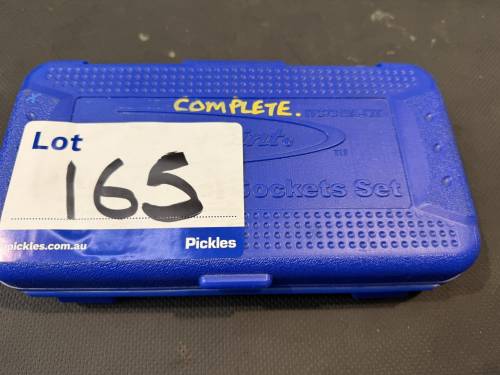 COMPLETE.
Lot
165
pickles.com.au
Pickles
Sockets Set